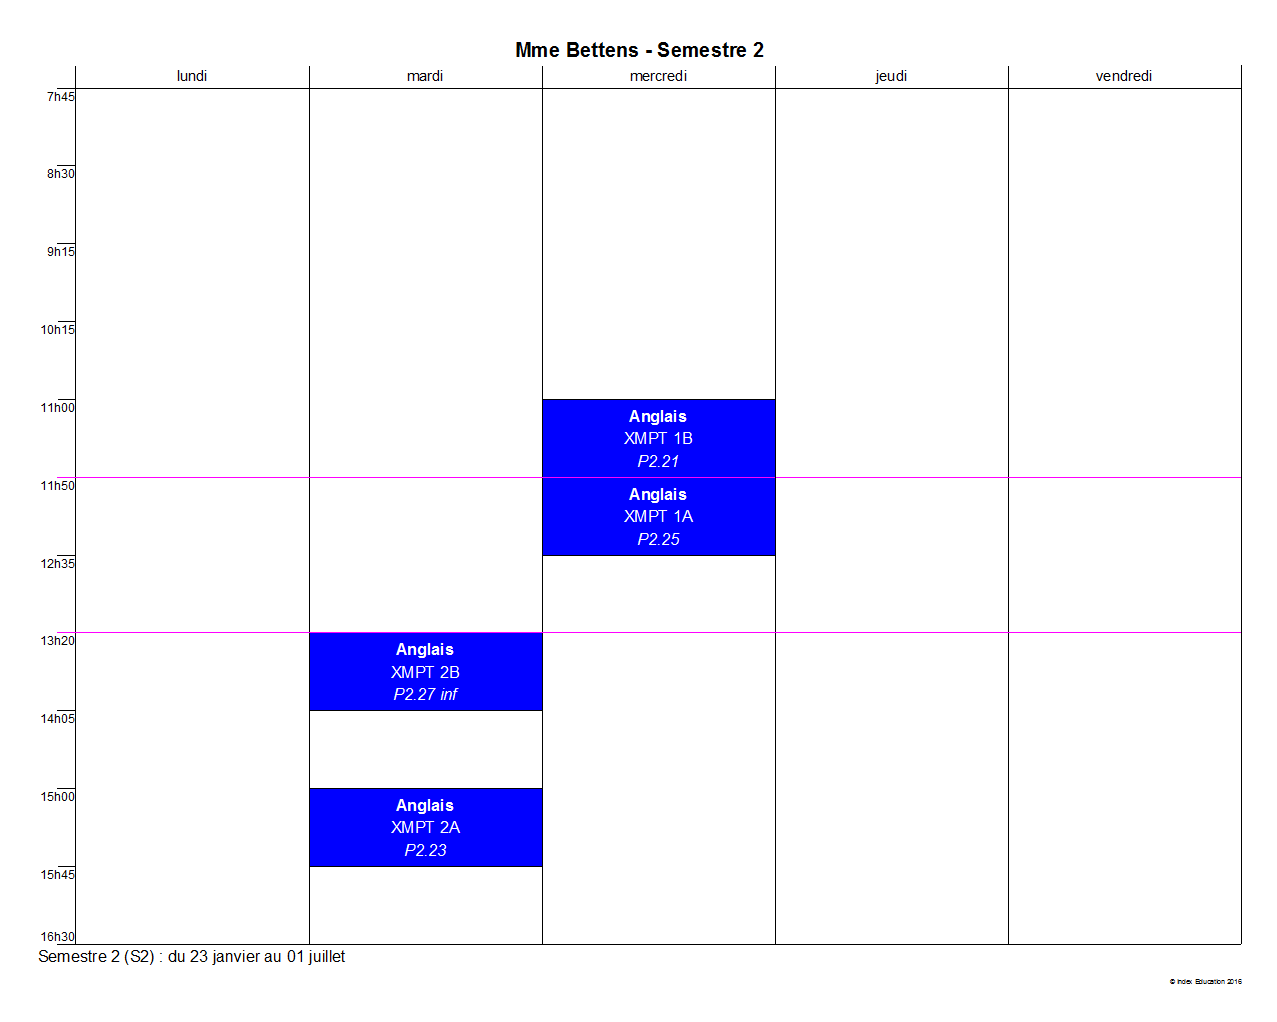 Mme Bettens - Semestre 2
lundi mardi mercredi jeudi vendredi
7h45
8h30
9h15
10h15
11h00
Anglais
XMPT 1B
P2.21
11h50
Anglais
XMPT 1A
P2.25
12h35
13h20
Anglais
XMPT 2B
P2.27 inf
14h05
15h00
Anglais
XMPT 2A
P2.23
15h45
16h30
Semestre 2 (S2) : du 23 janvier au 01 juillet
© Index Education 2016